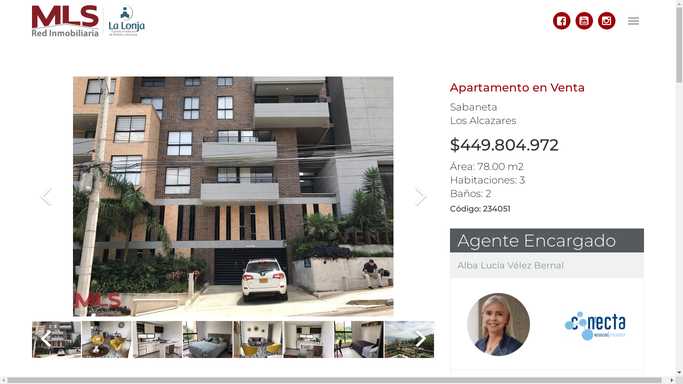 MLS
Red Inmobiliaria
La Lonja
Apartamento en Venta
Sabaneta
Los Alcazares
$449.804.972
Área: 78.00 m2
Habitaciones: 3
Baños: 2
Código: 234051
MLS
Agente Encargado
Alba Lucia Vélez Bernal
conecta